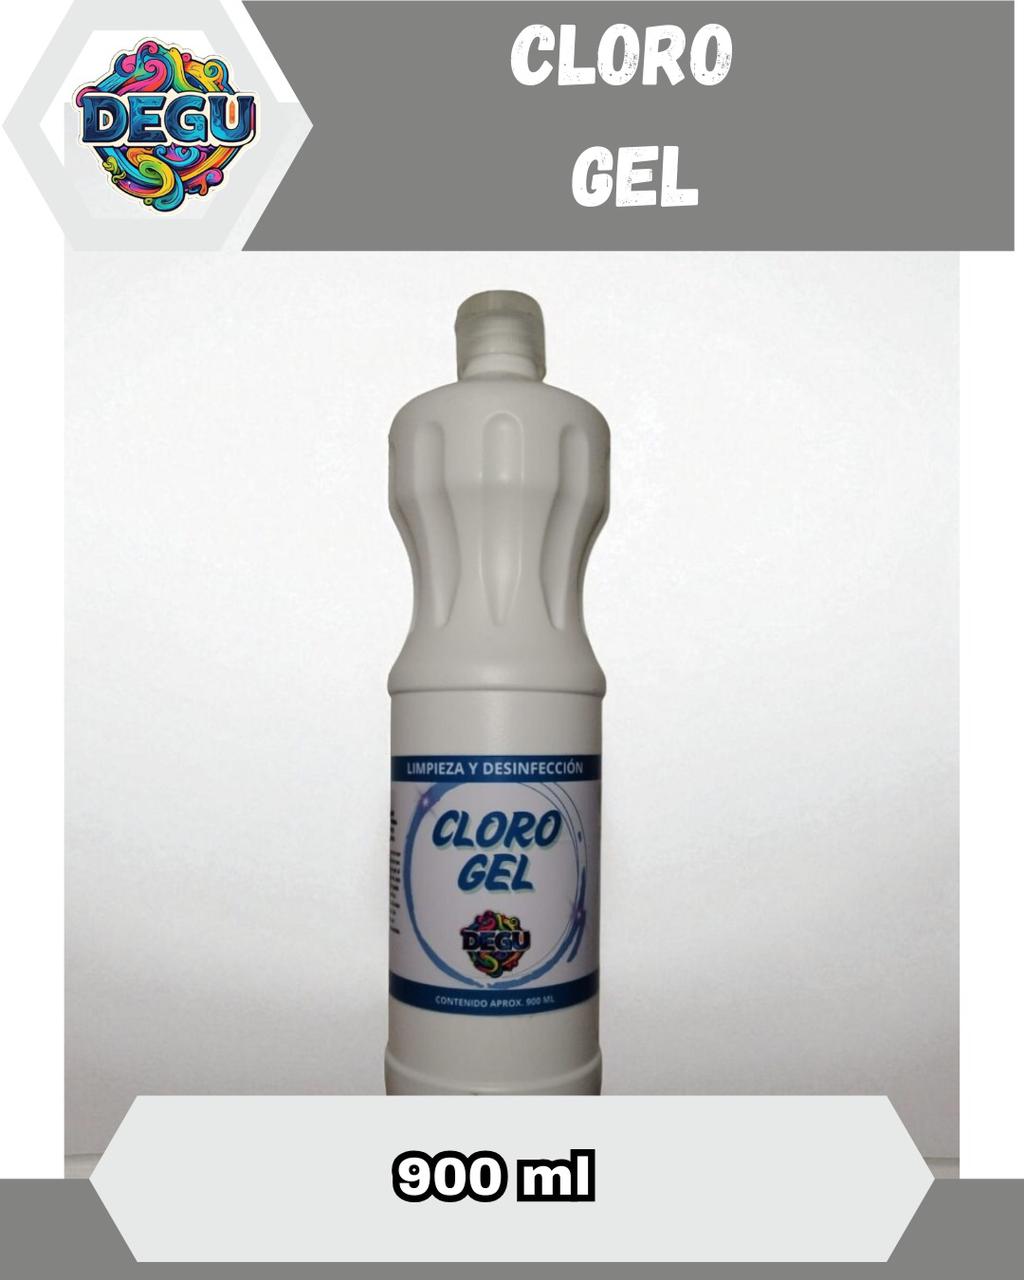 DEGU
CLORO
GEL
LIMPIEZA Y DESINFECCIÓN
CLORO
GEL
DEGU
CONTENIDO APROX. 900 ML
900 ml